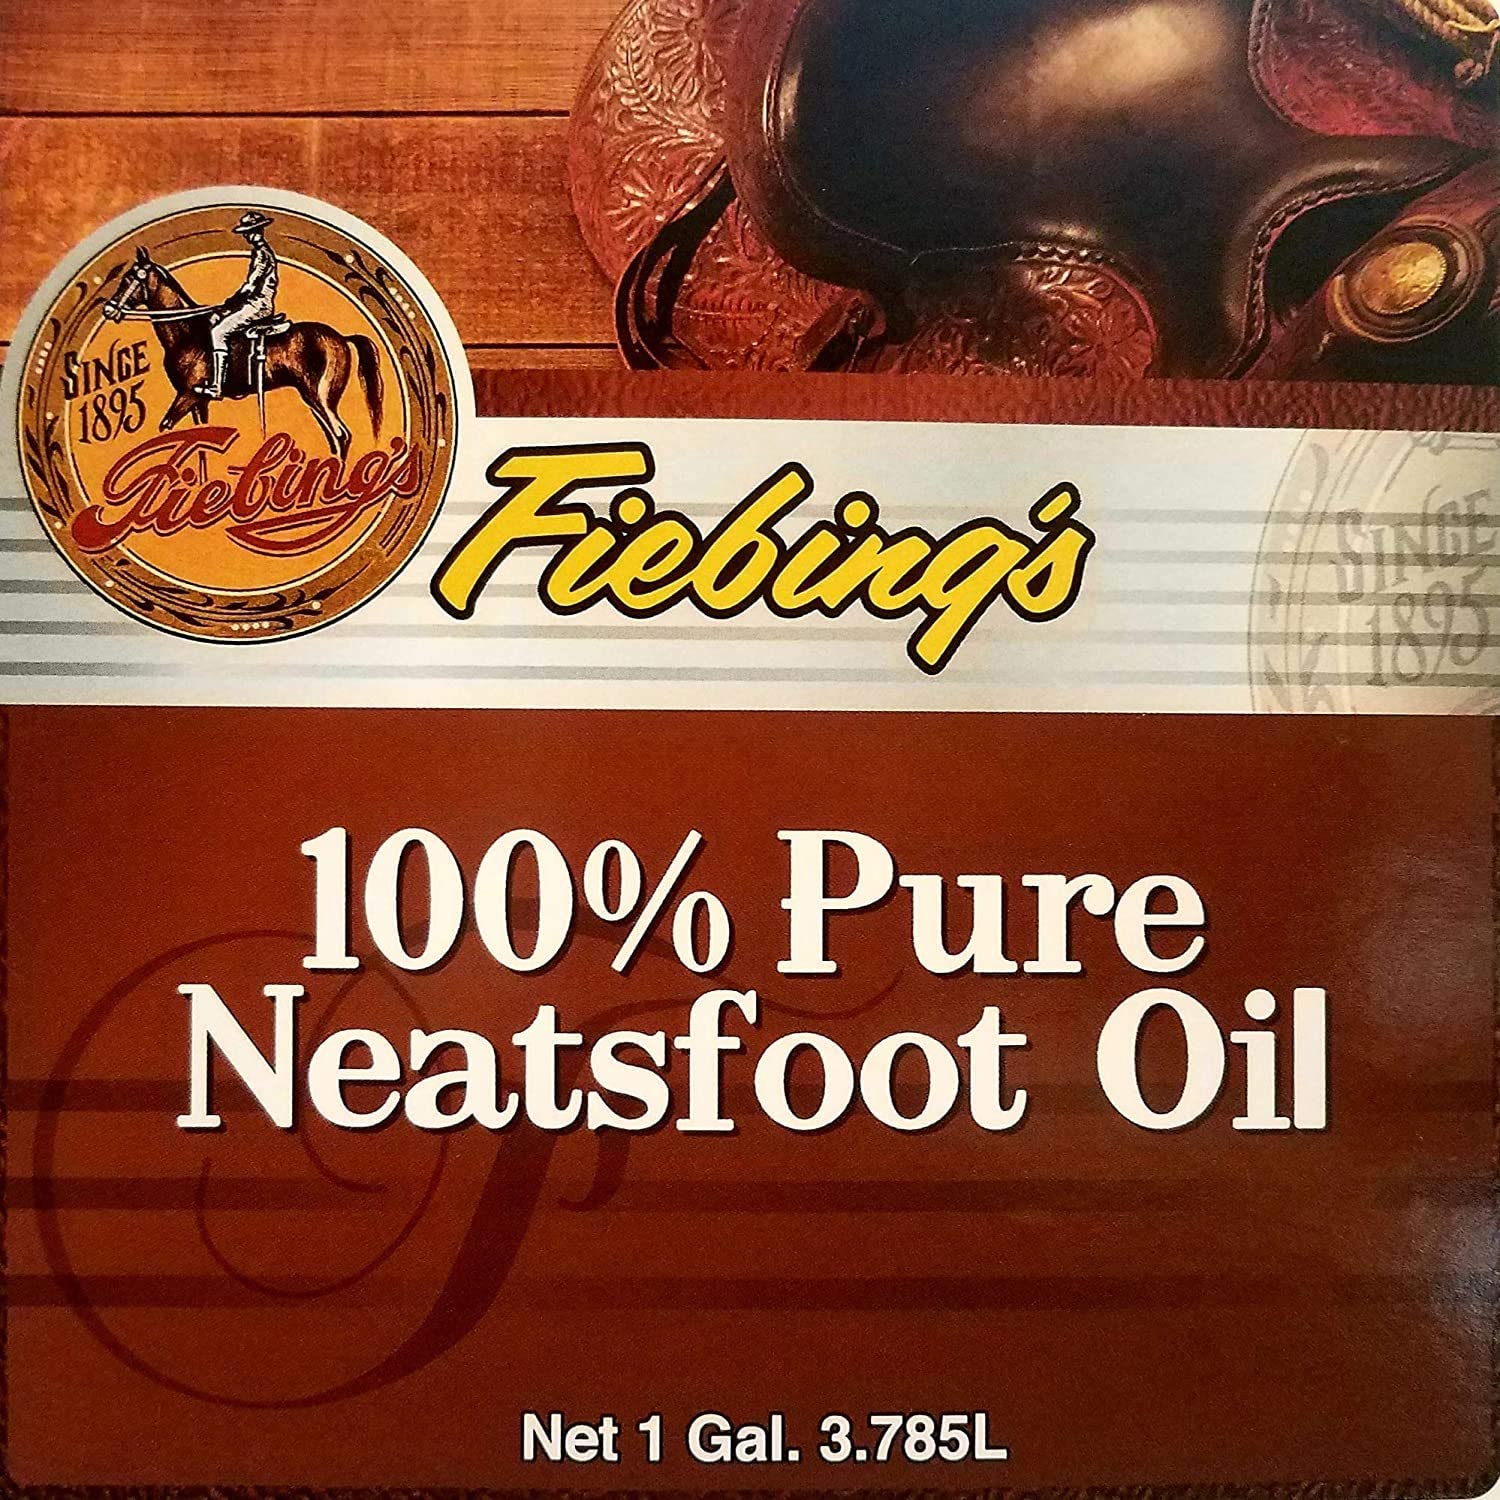 SINCE
1895
Fiebing's
Fiebing's
SINCE
1895
100% Pure
Neatsfoot Oil
Net 1 Gal. 3.785L